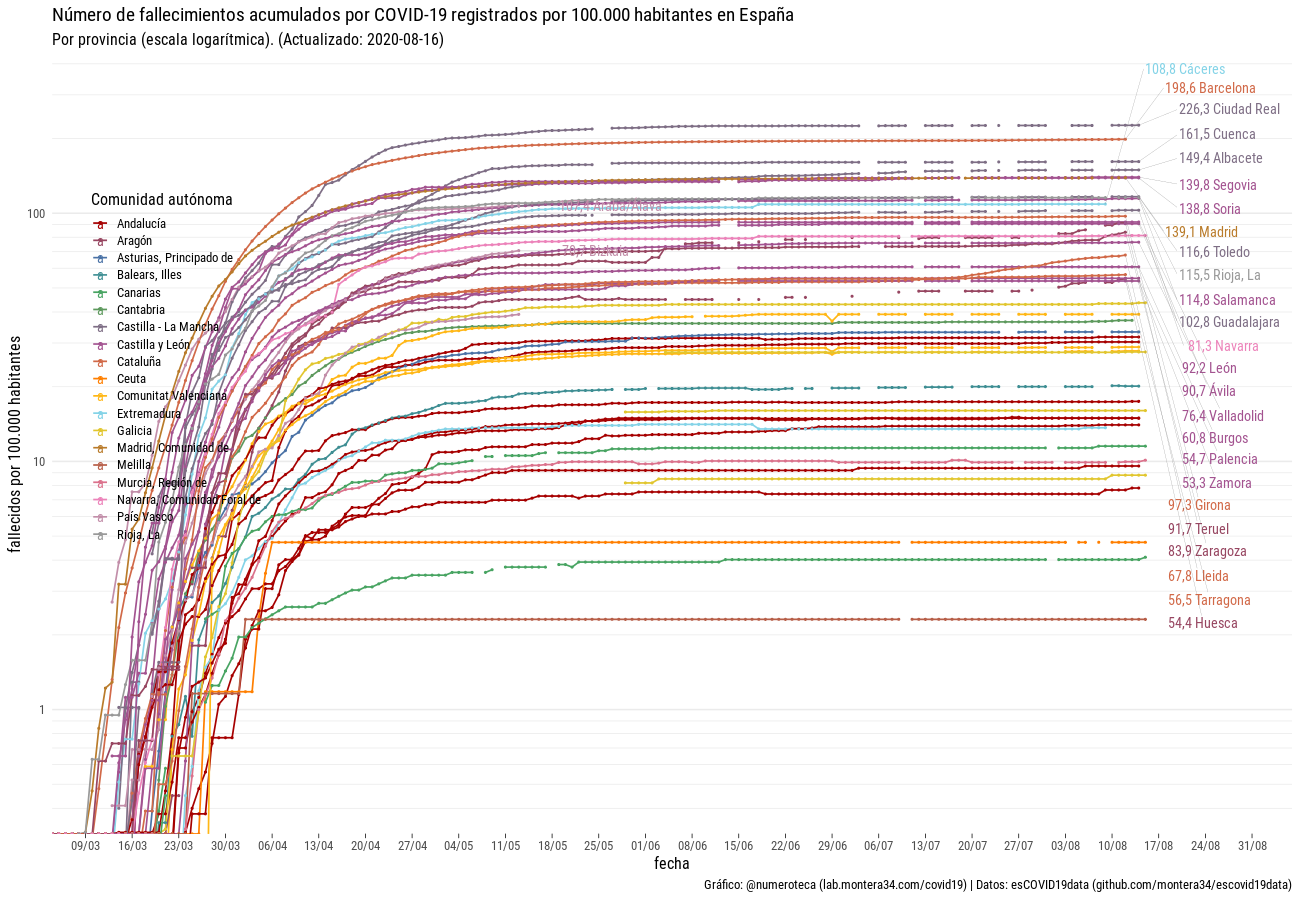 Número de fallecimientos acumulados por COVID-19 registrados por 100.000 habitantes en España
Por provincia (escala logarítmica). (Actualizado: 2020-08-16)
fallecidos por 100.000 habitantes
100
10
1
Comunidad autónoma
Andalucía
Aragón
Asturias, Principado de
Balears, Illes
Canarias
Cantabria
Castilla - La Mancha
Castilla y León
Cataluña
Ceuta
Comunitat Valenciana
Extremadura
Galicia
Madrid, Comunidad de
Melilla
Murcia, Región de
Navarra, Comunidad Foral de
País Vasco
Rioja, La
107,4 Araba/Álava
Bizkaia
108,8 Cáceres
198,6 Barcelona
226,3 Ciudad Real
161,5 Cuenca
149,4 Albacete
139,8 Segovia
138,8 Soria
139,1 Madrid
116,6 Toledo
115,5 Rioja, La
114,8 Salamanca
102,8 Guadalajara
81,3 Navarra
92,2 León
90,7 Ávila
76,4 Valladolid
60,8 Burgos
54,7 Palencia
53,3 Zamora
97,3 Girona
91,7 Teruel
83,9 Zaragoza
67,8 Lleida
56,5 Tarragona
54,4 Huesca
09/03 16/03 23/03 30/03 06/04 13/04 20/04 27/04 04/05 11/05 18/05 25/05 01/06 08/06 15/06 22/06 29/06 06/07 13/07 20/07 27/07 03/08 10/08 17/08 24/08 31/08
fecha
Gráfico: @numeroteca (lab.montera34.com/covid19) | Datos: esCOVID19data (github.com/montera34/escovid19data)